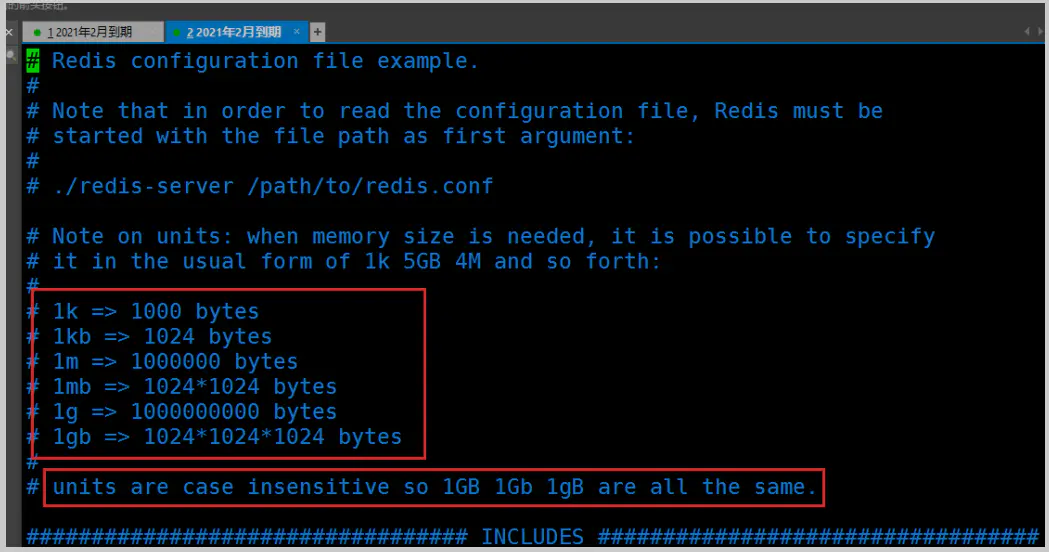 的前头按钮。
1 2021年2月到期
2 2021年2月到期 × +
# Redis configuration file example.
#
# Note that in order to read the configuration file, Redis must be
# started with the file path as first argument:
#
# ./redis-server /path/to/redis.conf
# Note on units: when memory size is needed, it is possible to specify
# it in the usual form of 1k 5GB 4M and so forth:
#
# 1k => 1000 bytes
# 1kb => 1024 bytes
# 1m => 1000000 bytes
# 1mb => 1024*1024 bytes
# 1g => 1000000000 bytes
# 1gb => 1024*1024*1024 bytes
#
# units are case insensitive so 1GB 1Gb 1gB are all the same.
################################## INCLUDES ##################################